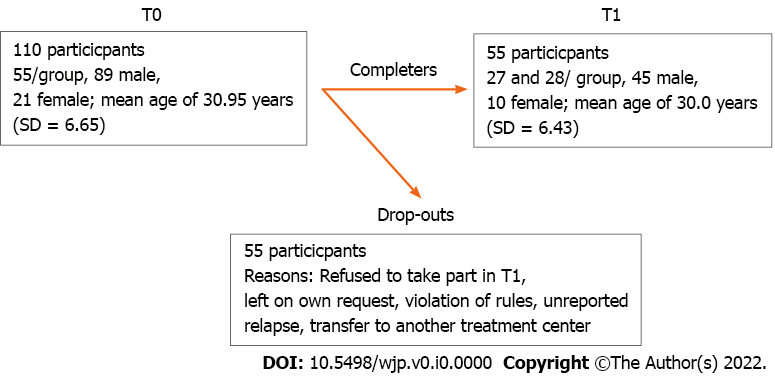 T0
110 particicpants
55/group, 89 male,
21 female; mean age of 30.95 years
(SD = 6.65)
Completers
T1
55 particicpants
27 and 28/ group, 45 male,
10 female; mean age of 30.0 years
(SD = 6.43)
Drop-outs
55 particicpants
Reasons: Refused to take part in T1,
left on own request, violation of rules, unreported
relapse, transfer to another treatment center
DOI: 10.5498/wjp.v0.i0.0000 Copyright ©The Author(s) 2022.